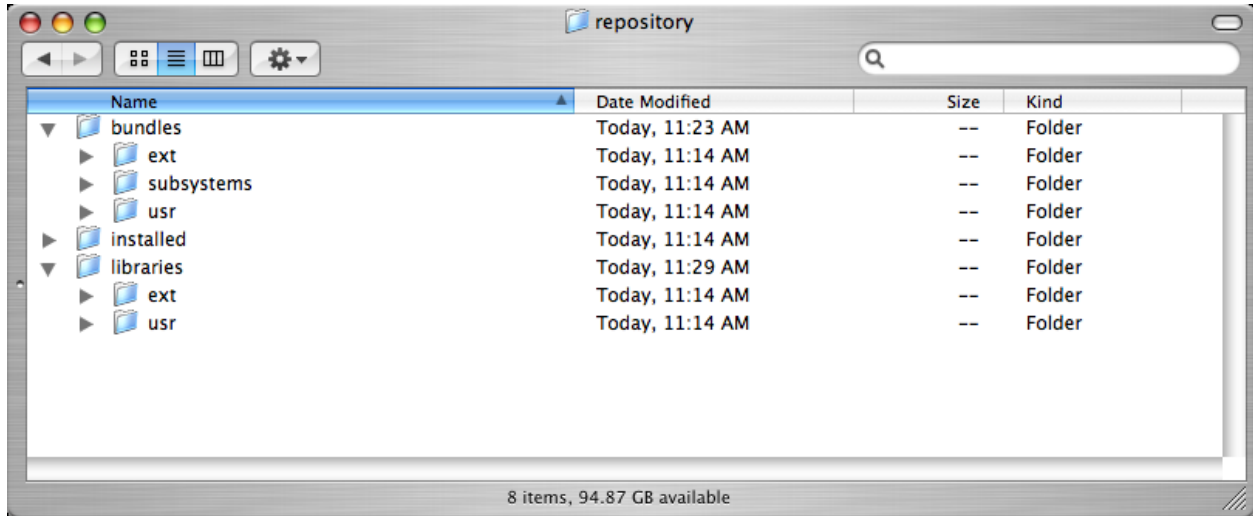 repository
Name Date Modified Size Kind
bundles Today, 11:23 AM -- Folder
ext Today, 11:14 AM -- Folder
subsystems Today, 11:14 AM -- Folder
usr Today, 11:14 AM -- Folder
installed Today, 11:14 AM -- Folder
libraries Today, 11:29 AM -- Folder
ext Today, 11:14 AM -- Folder
usr Today, 11:14 AM -- Folder
8 items, 94.87 GB available